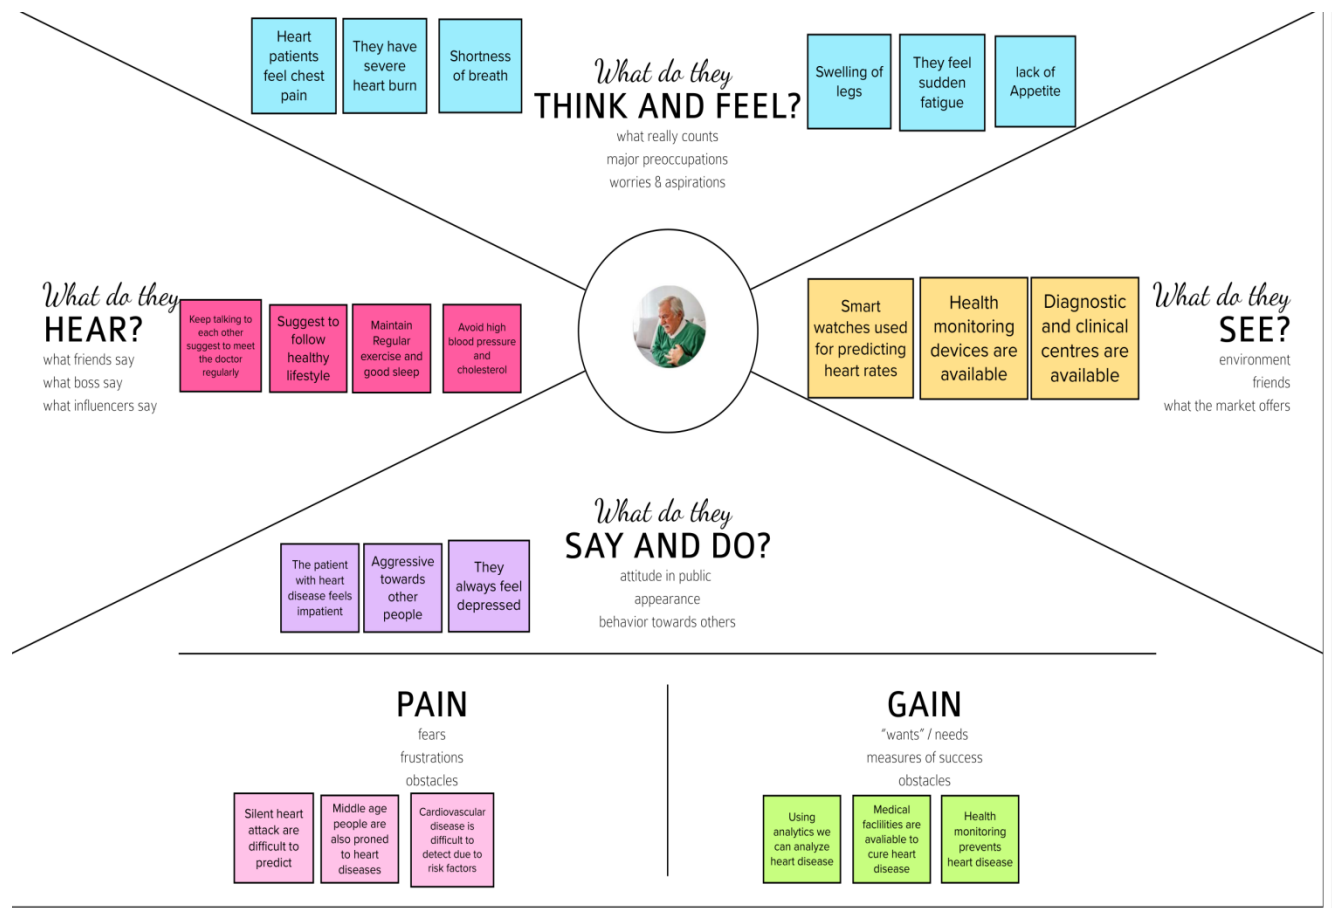 Heart
patients
feel chest
pain
They have
severe
heart burn
Shortness
of breath
What do they
THINK AND FEEL?
what really counts
major preoccupations
worries & aspirations
Swelling of
legs
They feel
sudden
fatigue
lack of
Appetite
What do they
HEAR?
what friends say
what boss say
what influencers say
Keep talking to
each other
suggest to meet
the doctor
regularly
Suggest to
follow
healthy
lifestyle
Maintain
Regular
exercise and
good sleep
Avoid high
blood pressure
and
cholesterol
Smart
watches used
for predicting
heart rates
Health
monitoring
devices are
available
Diagnostic
and clinical
centres are
available
What do they
SEE?
environment
friends
what the market offers
What do they
SAY AND DO?
attitude in public
appearance
behavior towards others
The patient
with heart
disease feels
impatient
Aggressive
towards
other
people
They
always feel
depressed
PAIN
fears
frustrations
obstacles
Silent heart
attack are
difficult to
predict
Middle age
people are
also proned
to heart
diseases
Cardiovascular
disease is
difficult to
detect due to
risk factors
GAIN
"wants" / needs
measures of success
obstacles
Using
analytics we
can analyze
heart disease
Medical
faclilities are
avaliable to
cure heart
disease
Health
monitoring
prevents
heart disease